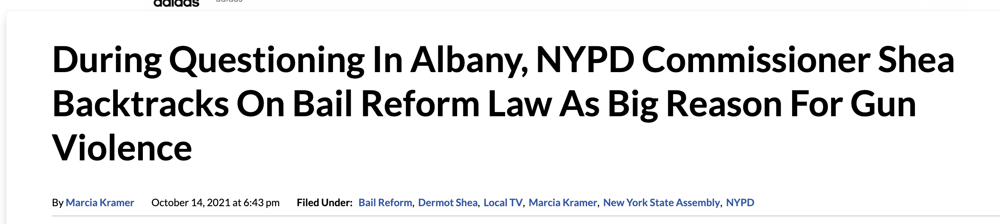 adidas adidas
During Questioning In Albany, NYPD Commissioner Shea
Backtracks On Bail Reform Law As Big Reason For Gun
Violence
By Marcia Kramer October 14, 2021 at 6:43 pm Filed Under: Bail Reform, Dermot Shea, Local TV, Marcia Kramer, New York State Assembly, NYPD